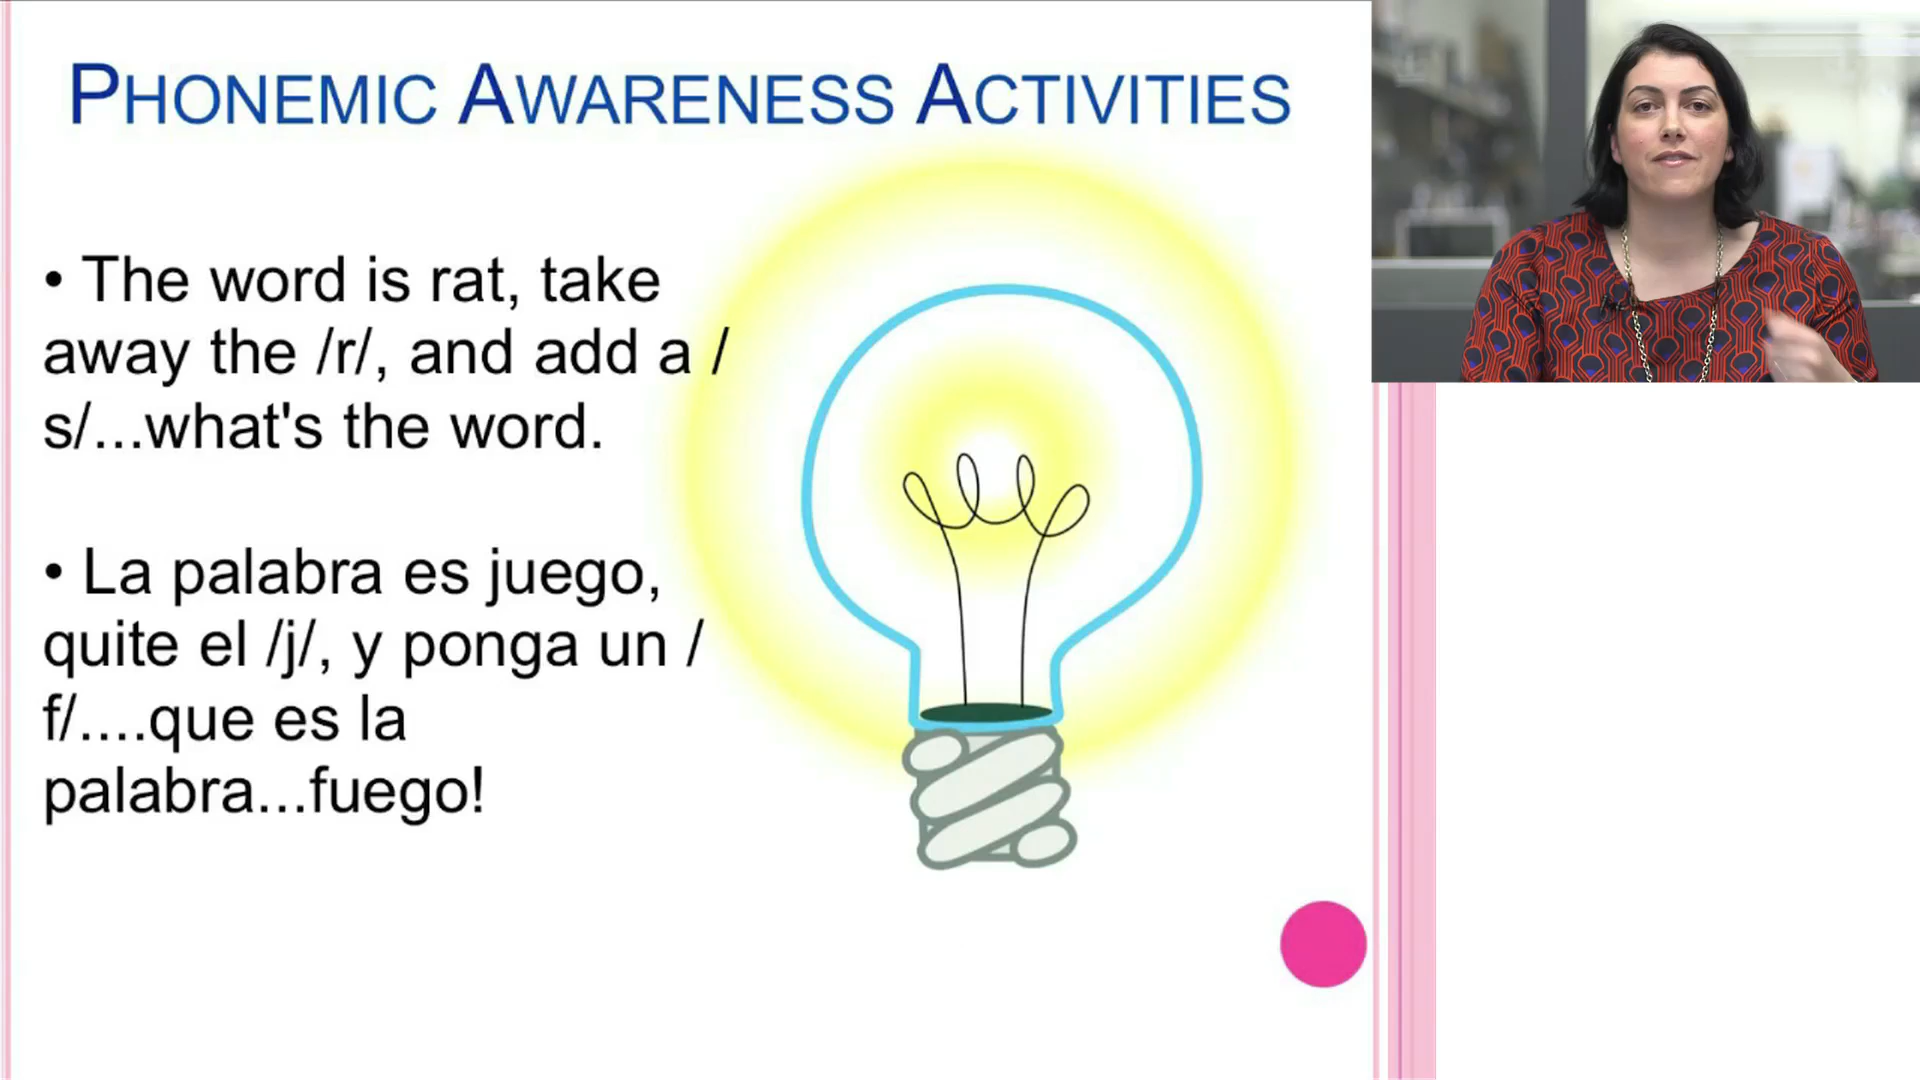 PHONEMIC AWARENESS ACTIVITIES
• The word is rat, take
away the /r/, and add a /
s/...what's the word.
• La palabra es juego,
quite el /j/, y ponga un /
f/....que es la
palabra...fuego!